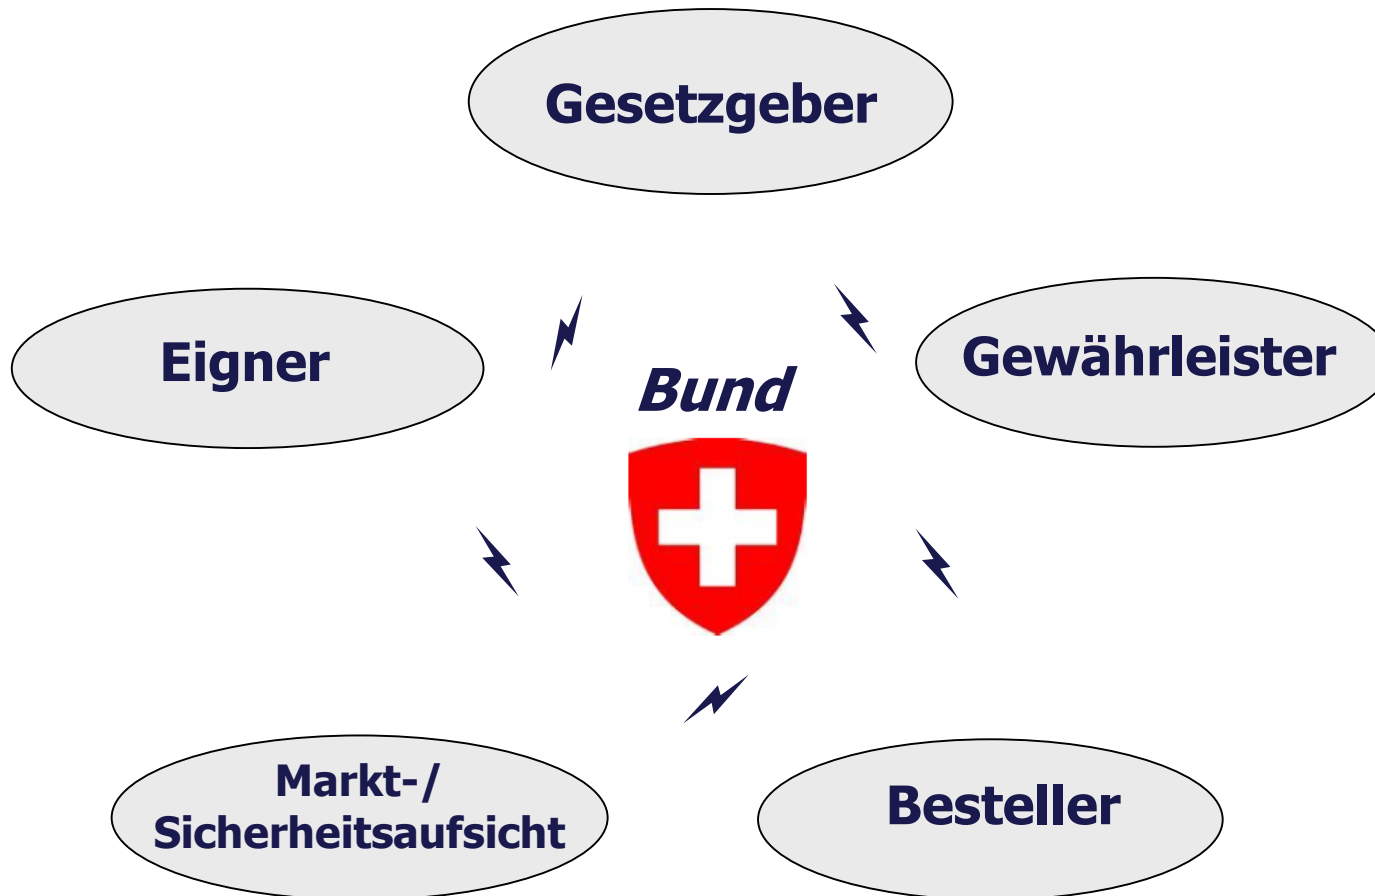 Gesetzgeber
Eigner
Gewährleister
Bund
Markt-/
Sicherheitsaufsicht
Besteller